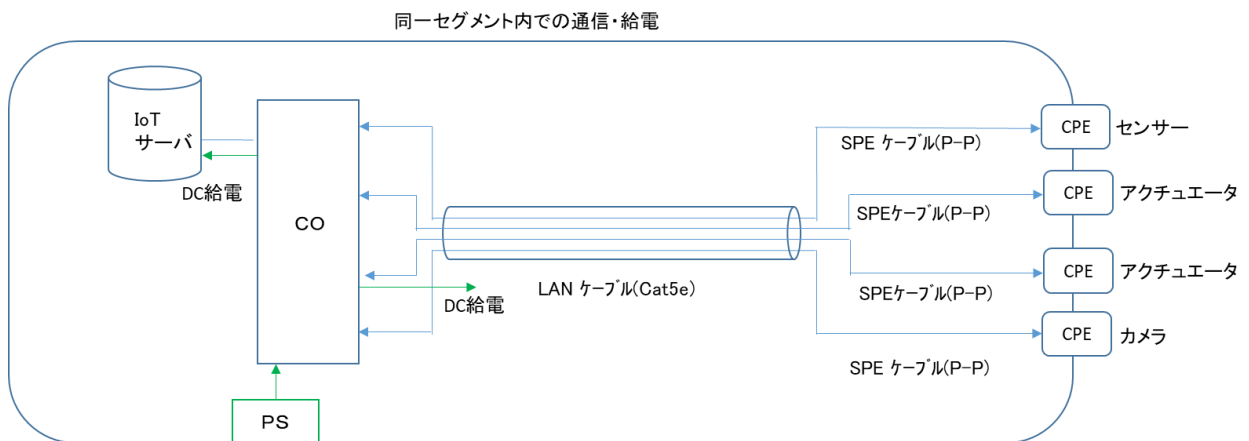 同一セグメント内での通信・給電
IoT
サーバ
DC給電
CO
PS
LAN ｹｰﾌﾞﾙ(Cat5e)
DC給電
SPE ｹｰﾌﾞﾙ(P-P)
CPE
センサー
SPEｹｰﾌﾞﾙ(P-P)
CPE
アクチュエータ
SPEｹｰﾌﾞﾙ(P-P)
CPE
アクチュエータ
SPE ｹｰﾌﾞﾙ(P-P)
CPE
カメラ